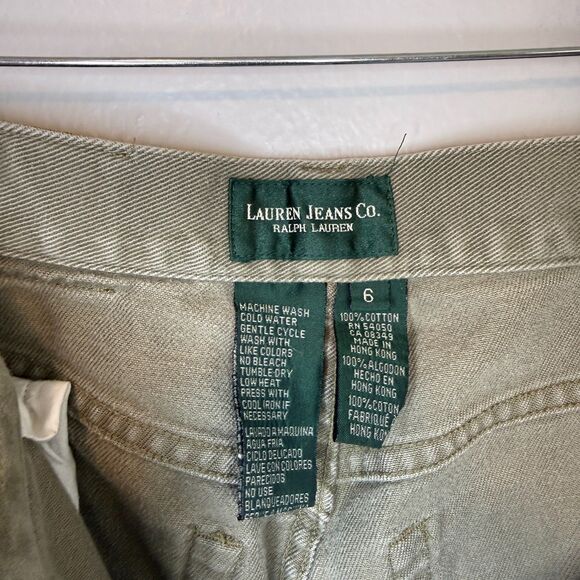 LAUREN JEANS CO.
RALPH LAUREN
MACHINE WASH
COLD WATER
GENTLE CYCLE
WASH WITH
LIKE COLORS
NO BLEACH
TUMBLE-DRY
LOW HEAT
PRESS WITH
COOL IRON IF
NECESSARY
LAVADO A MAQUINA
AGUA FRIA
CICLO DELICADO
LAVE CON COLORES
PARECIDOS
NO USE
BLANQUEADORES
6
100% COTTON
RN 54050
CA 08349
MADE IN
HONG KONG
100% ALGODON
HECHO EN
HONG KONG
100% COTON
FABRIQUÉ
HONG KON